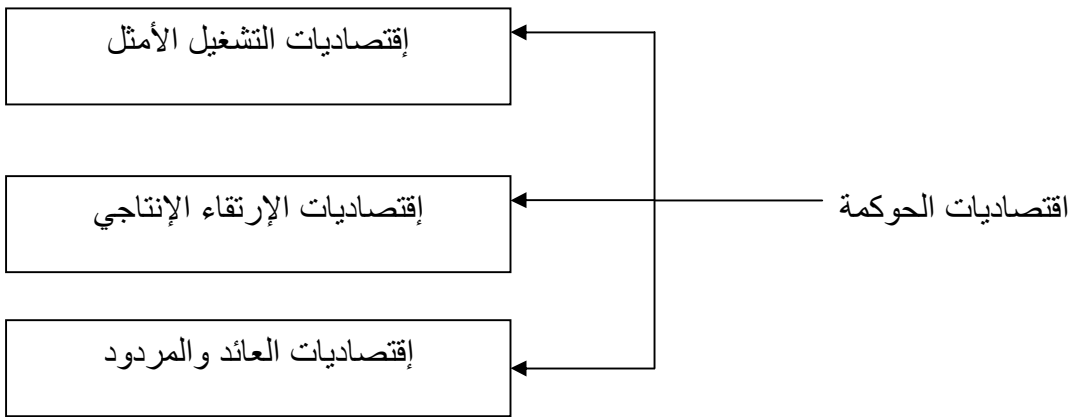 إقتصاديات التشغيل الأمثل
اقتصاديات الحوكمة
إقتصاديات الإرتقاء الإنتاجي
إقتصاديات العائد والمردود